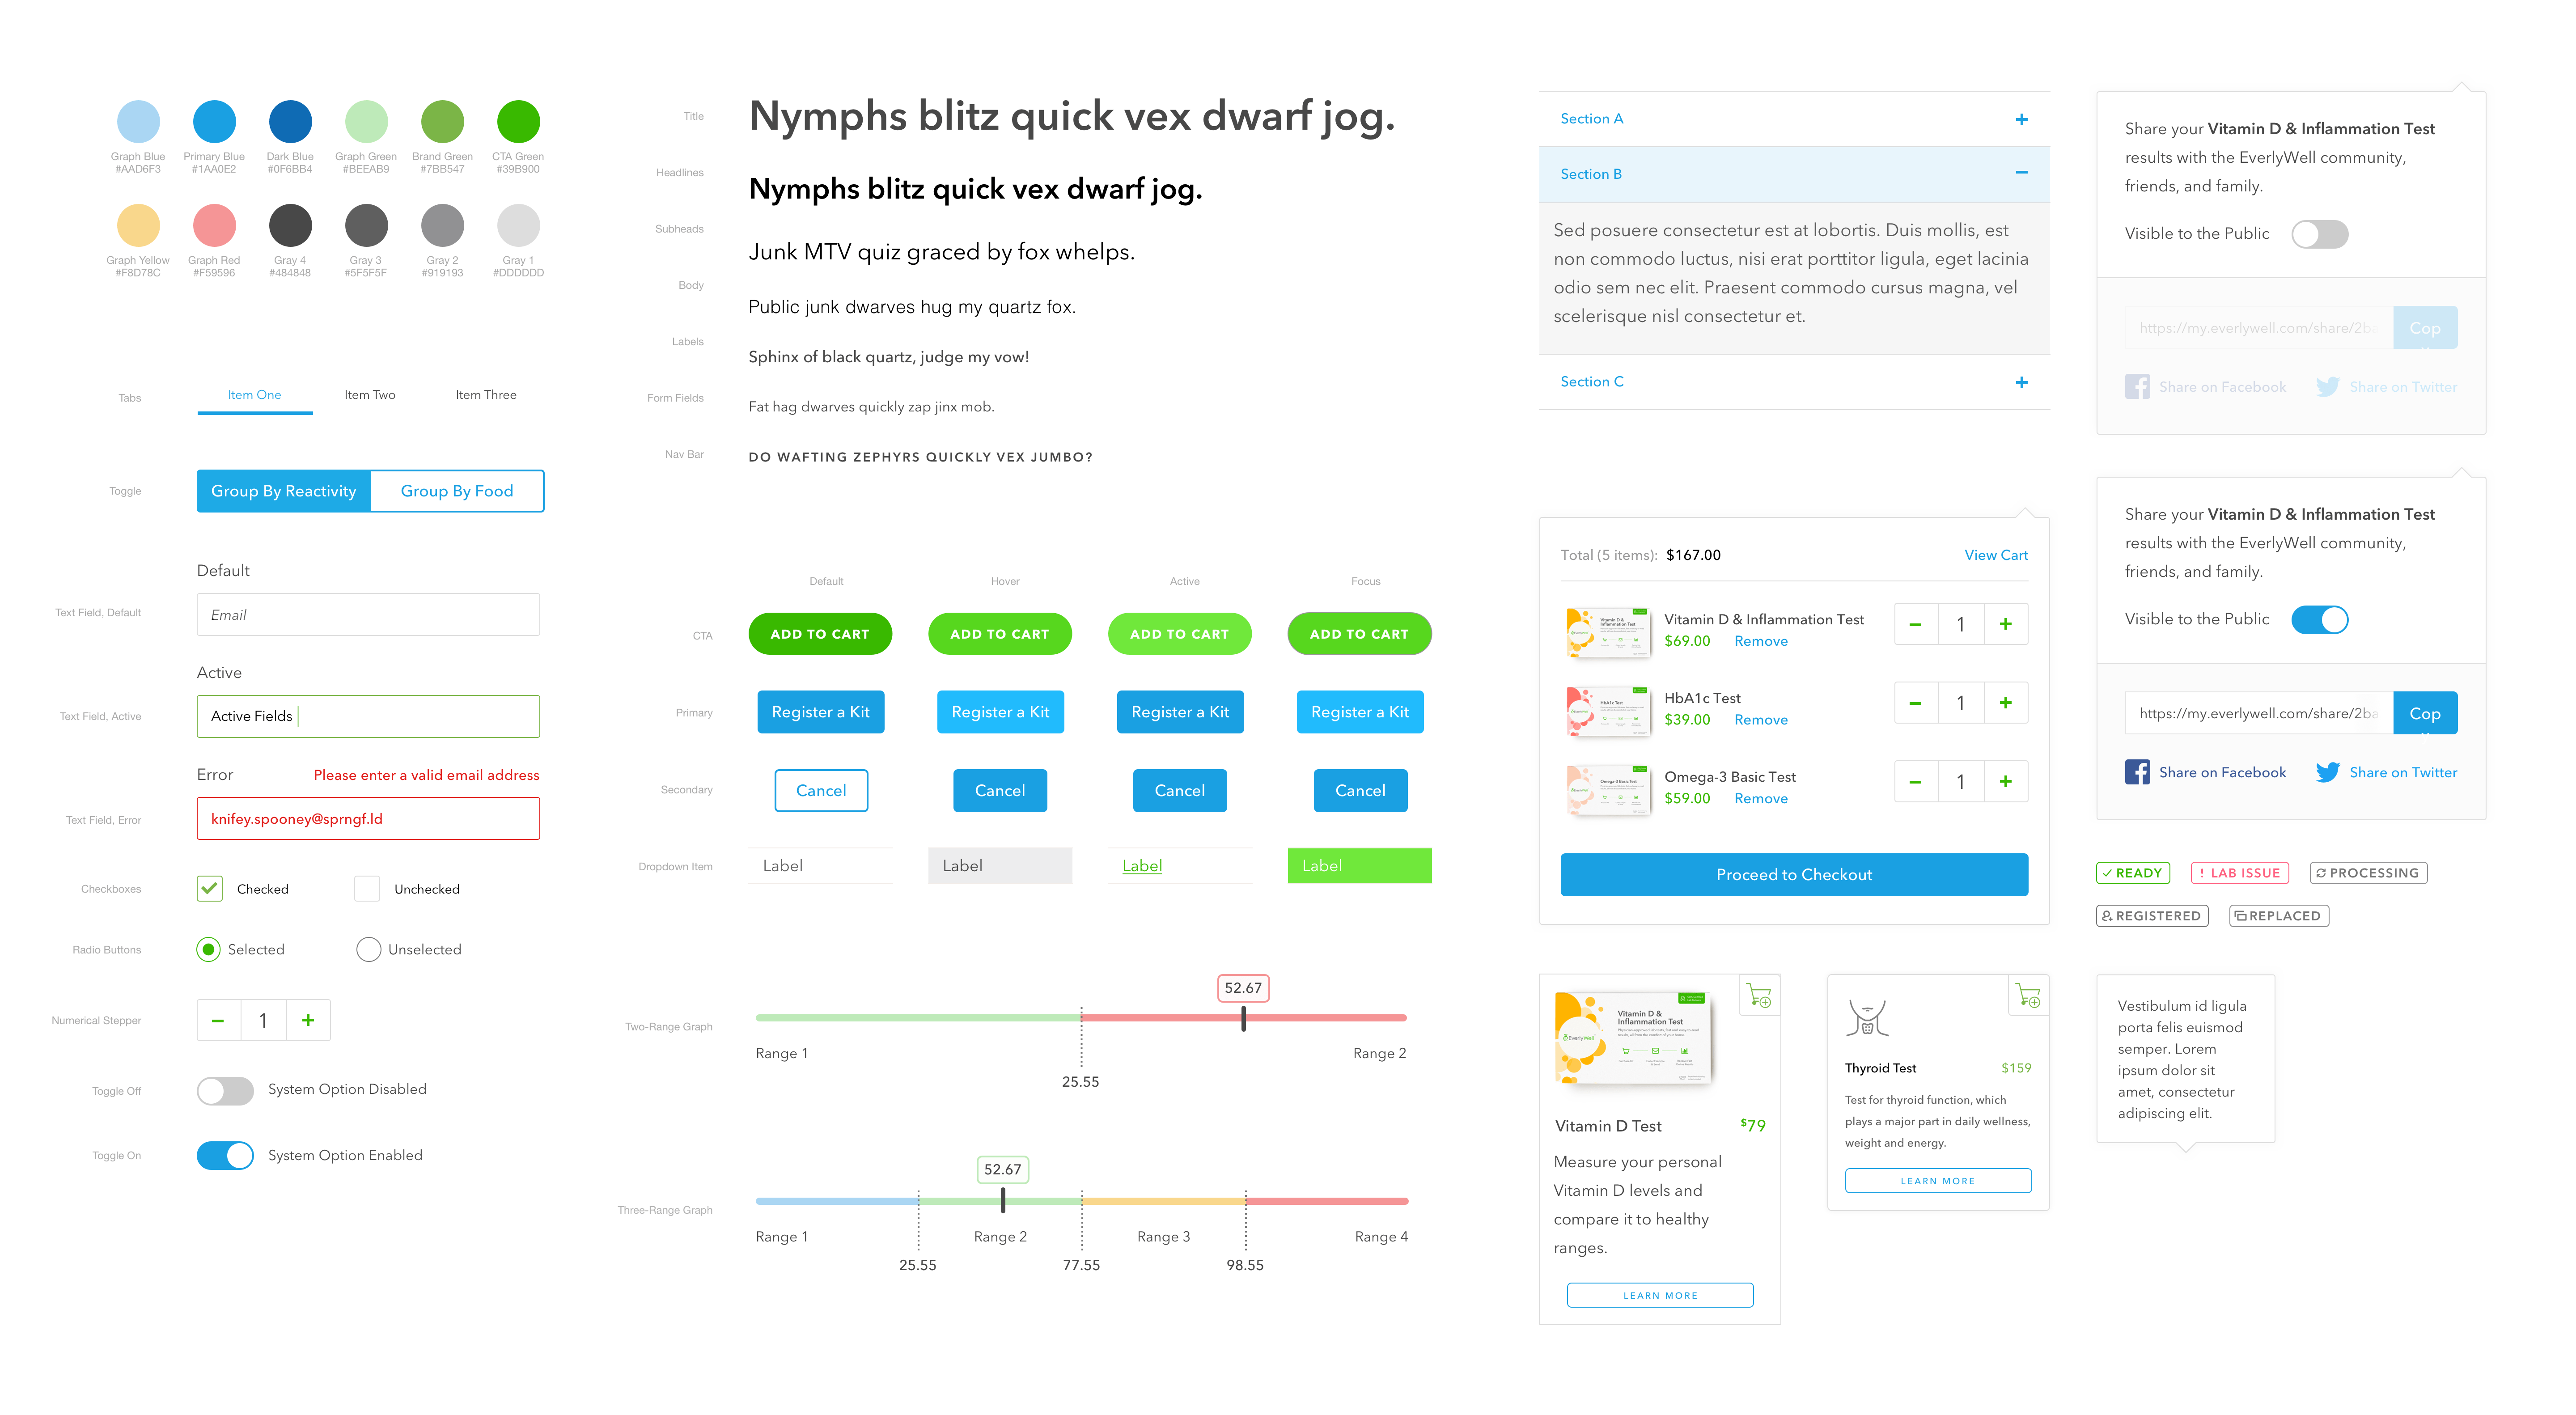 Graph Blue
#AAD6F3
Primary Blue
#1AA0E2
Dark Blue
#0F6BB4
Graph Green
#BEEAB9
Brand Green
#7BB547
CTA Green
#39B900
Graph Yellow
#F8D78C
Graph Red
#F59596
Gray 4
#484848
Gray 3
#5F5F5F
Gray 2
#919193
Gray 1
#DDDDDD
Tabs
Item One
Item Two
Item Three
Toggle
Group By Reactivity
Group By Food
Default
Text Field, Default
Email
Active
Text Field, Active
Active Fields
Error
Please enter a valid email address
Text Field, Error
knifey.spooney@sprngf.ld
Checkboxes
Checked
Unchecked
Radio Buttons
Selected
Unselected
Numerical Stepper
− 1 +
Toggle Off
System Option Disabled
Toggle On
System Option Enabled
Title
Nymphs blitz quick vex dwarf jog.
Headlines
Nymphs blitz quick vex dwarf jog.
Subheads
Junk MTV quiz graced by fox whelps.
Body
Public junk dwarves hug my quartz fox.
Labels
Sphinx of black quartz, judge my vow!
Form Fields
Fat hag dwarves quickly zap jinx mob.
Nav Bar
DO WAFTING ZEPHYRS QUICKLY VEX JUMBO?
Default
Hover
Active
Focus
CTA
ADD TO CART
ADD TO CART
ADD TO CART
ADD TO CART
Primary
Register a Kit
Register a Kit
Register a Kit
Register a Kit
Secondary
Cancel
Cancel
Cancel
Cancel
Dropdown Item
Label
Label
Label
Label
Two-Range Graph
52.67
Range 1
Range 2
25.55
Three-Range Graph
52.67
Range 1
Range 2
Range 3
Range 4
25.55
77.55
98.55
Section A +
Section B −
Sed posuere consectetur est at lobortis. Duis mollis, est
non commodo luctus, nisi erat porttitor ligula, eget lacinia
odio sem nec elit. Praesent commodo cursus magna, vel
scelerisque nisl consectetur et.
Section C +
Total (5 items): $167.00
View Cart
Vitamin D & Inflammation Test
$69.00 Remove
− 1 +
HbA1c Test
$39.00 Remove
− 1 +
Omega-3 Basic Test
$59.00 Remove
− 1 +
Proceed to Checkout
Vitamin D &
Inflammation Test
EverlyWell
Vitamin D Test
$79
Measure your personal
Vitamin D levels and
compare it to healthy
ranges.
LEARN MORE
Thyroid Test
$159
Test for thyroid function, which
plays a major part in daily wellness,
weight and energy.
LEARN MORE
Share your Vitamin D & Inflammation Test
results with the EverlyWell community,
friends, and family.
Visible to the Public
https://my.everlywell.com/share/2ba
Cop
Share on Facebook
Share on Twitter
Share your Vitamin D & Inflammation Test
results with the EverlyWell community,
friends, and family.
Visible to the Public
https://my.everlywell.com/share/2ba
Cop
Share on Facebook
Share on Twitter
READY
! LAB ISSUE
PROCESSING
REGISTERED
REPLACED
Vestibulum id ligula
porta felis euismod
semper. Lorem
ipsum dolor sit
amet, consectetur
adipiscing elit.